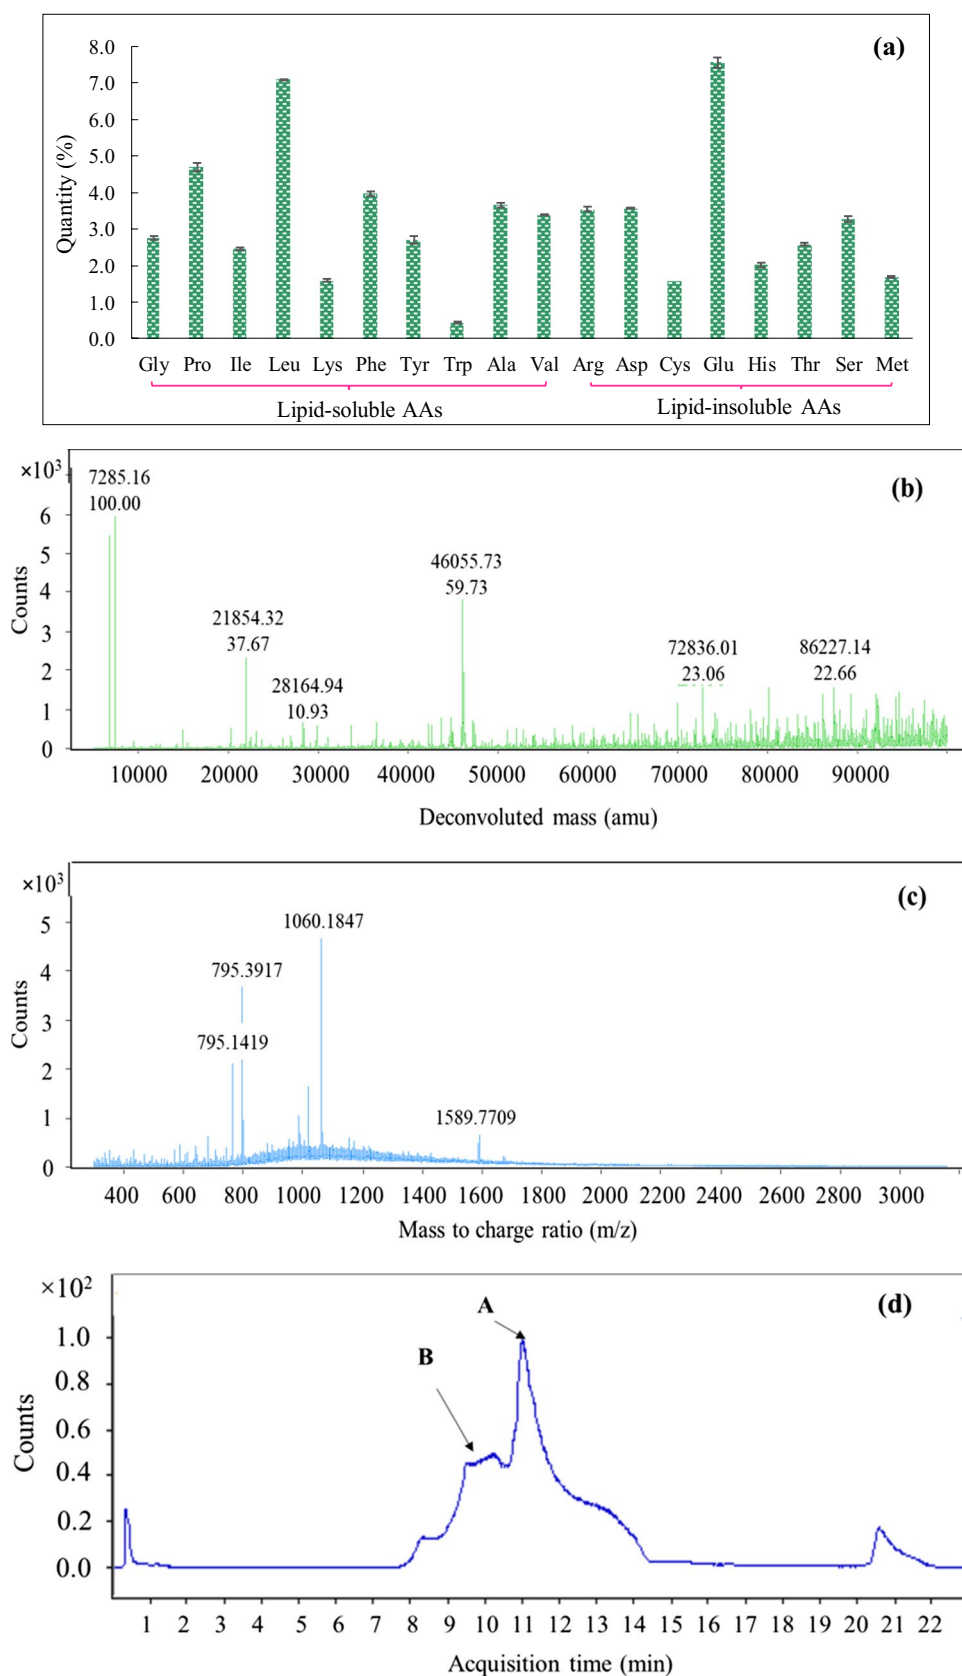 (a)
8.0
7.0
6.0
5.0
4.0
3.0
2.0
1.0
0.0
Quantity (%)
Gly Pro Ile Leu Lys Phe Tyr Trp Ala Val Arg Asp Cys Glu His Thr Ser Met
Lipid-soluble AAs Lipid-insoluble AAs
(b)
×10³
7285.16
100.00
46055.73
59.73
21854.32
37.67
28164.94
10.93
72836.01
23.06
86227.14
22.66
6
5
4
3
2
1
0
Counts
10000 20000 30000 40000 50000 60000 70000 80000 90000
Deconvoluted mass (amu)
(c)
×10³
1060.1847
795.3917
795.1419
1589.7709
5
4
3
2
1
0
Counts
400 600 800 1000 1200 1400 1600 1800 2000 2200 2400 2600 2800 3000
Mass to charge ratio (m/z)
(d)
×10²
A
B
1.0
0.8
0.6
0.4
0.2
0.0
Counts
1 2 3 4 5 6 7 8 9 10 11 12 13 14 15 16 17 18 19 20 21 22
Acquisition time (min)